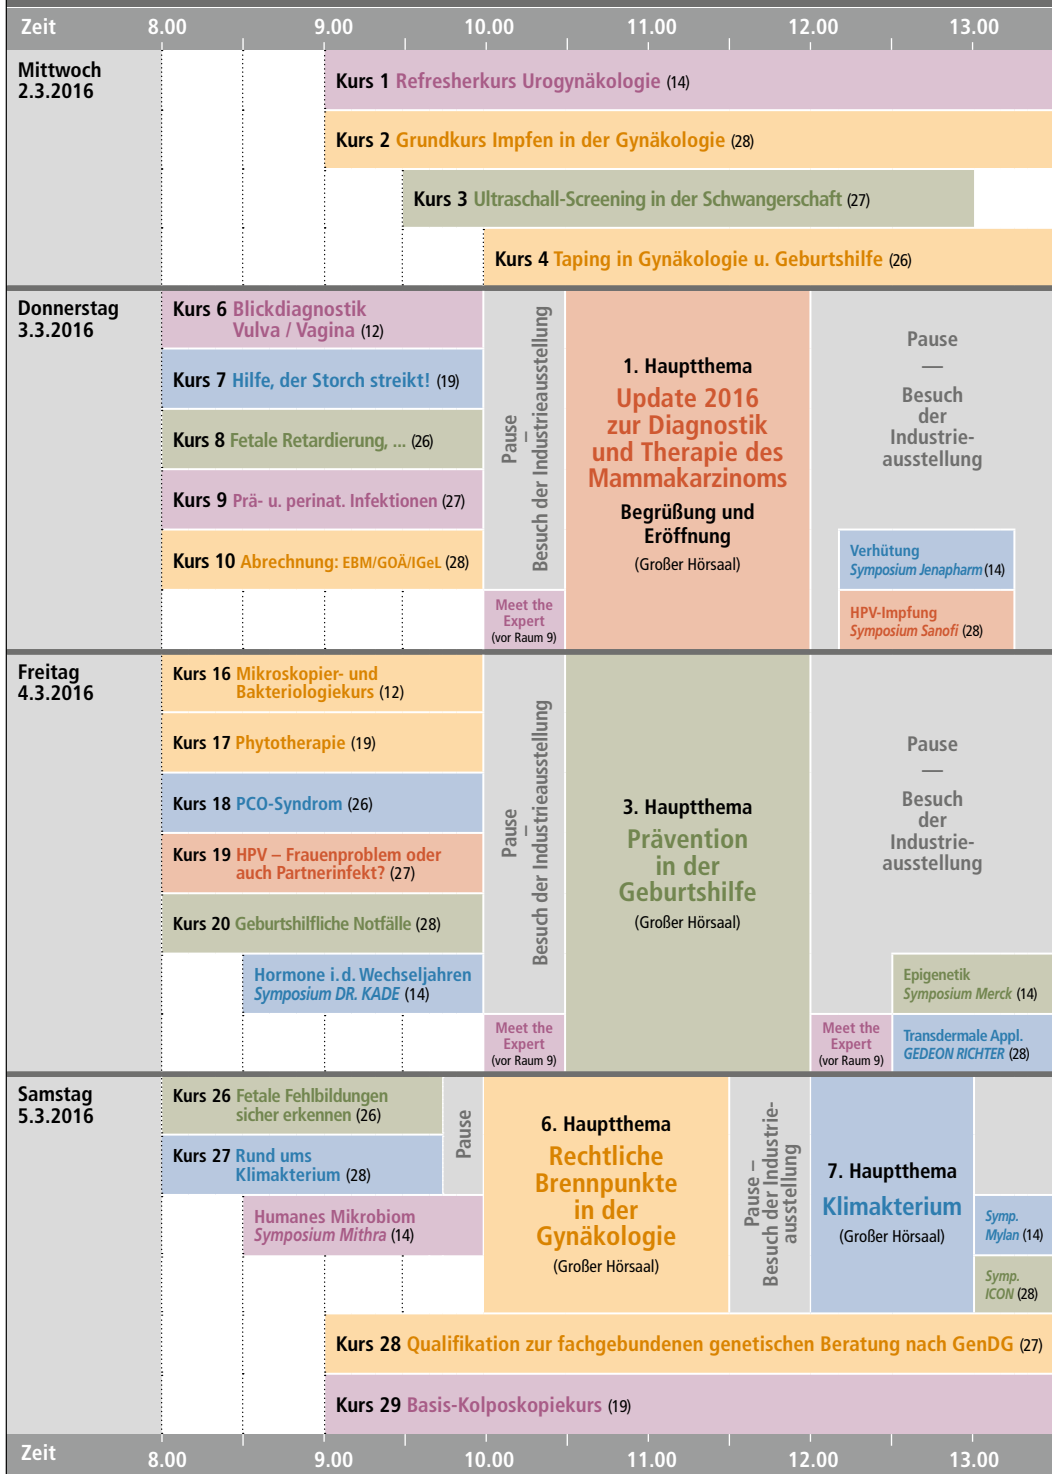 Zeit 8.00 9.00 10.00 11.00 12.00 13.00
Mittwoch
2.3.2016
Kurs 1 Refresherkurs Urogynäkologie (14)
Kurs 2 Grundkurs Impfen in der Gynäkologie (28)
Kurs 3 Ultraschall-Screening in der Schwangerschaft (27)
Kurs 4 Taping in Gynäkologie u. Geburtshilfe (26)
Donnerstag
3.3.2016
Kurs 6 Blickdiagnostik
Vulva / Vagina (12)
Kurs 7 Hilfe, der Storch streikt! (19)
Kurs 8 Fetale Retardierung, ... (26)
Kurs 9 Prä- u. perinat. Infektionen (27)
Kurs 10 Abrechnung: EBM/GOÄ/IGeL (28)
Pause
–
Besuch der Industrieausstellung
Meet the
Expert
(vor Raum 9)
1. Hauptthema
Update 2016
zur Diagnostik
und Therapie des
Mammakarzinoms
Begrüßung und
Eröffnung
(Großer Hörsaal)
Pause
—
Besuch
der
Industrie-
ausstellung
Verhütung
Symposium Jenapharm (14)
HPV-Impfung
Symposium Sanofi (28)
Freitag
4.3.2016
Kurs 16 Mikroskopier- und
Bakteriologiekurs (12)
Kurs 17 Phytotherapie (19)
Kurs 18 PCO-Syndrom (26)
Kurs 19 HPV – Frauenproblem oder
auch Partnerinfekt? (27)
Kurs 20 Geburtshilfliche Notfälle (28)
Hormone i. d. Wechseljahren
Symposium DR. KADE (14)
Pause
–
Besuch der Industrieausstellung
Meet the
Expert
(vor Raum 9)
3. Hauptthema
Prävention
in der
Geburtshilfe
(Großer Hörsaal)
Pause
—
Besuch
der
Industrie-
ausstellung
Meet the
Expert
(vor Raum 9)
Epigenetik
Symposium Merck (14)
Transdermale Appl.
GEDEON RICHTER (28)
Samstag
5.3.2016
Kurs 26 Fetale Fehlbildungen
sicher erkennen (26)
Kurs 27 Rund ums
Klimakterium (28)
Humanes Mikrobiom
Symposium Mithra (14)
Pause
6. Hauptthema
Rechtliche
Brennpunkte
in der
Gynäkologie
(Großer Hörsaal)
Pause –
Besuch der Industrie-
ausstellung
7. Hauptthema
Klimakterium
(Großer Hörsaal)
Symp.
Mylan (14)
Symp.
ICON (28)
Kurs 28 Qualifikation zur fachgebundenen genetischen Beratung nach GenDG (27)
Kurs 29 Basis-Kolposkopiekurs (19)
Zeit 8.00 9.00 10.00 11.00 12.00 13.00